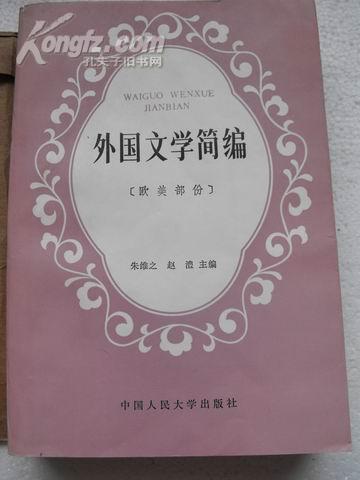 Kongfz.com
孔夫子旧书网
WAIGUO WENXUE
JIANBIAN
外国文学简编
〔欧美部份〕
朱维之 赵澧 主编
中国人民大学出版社